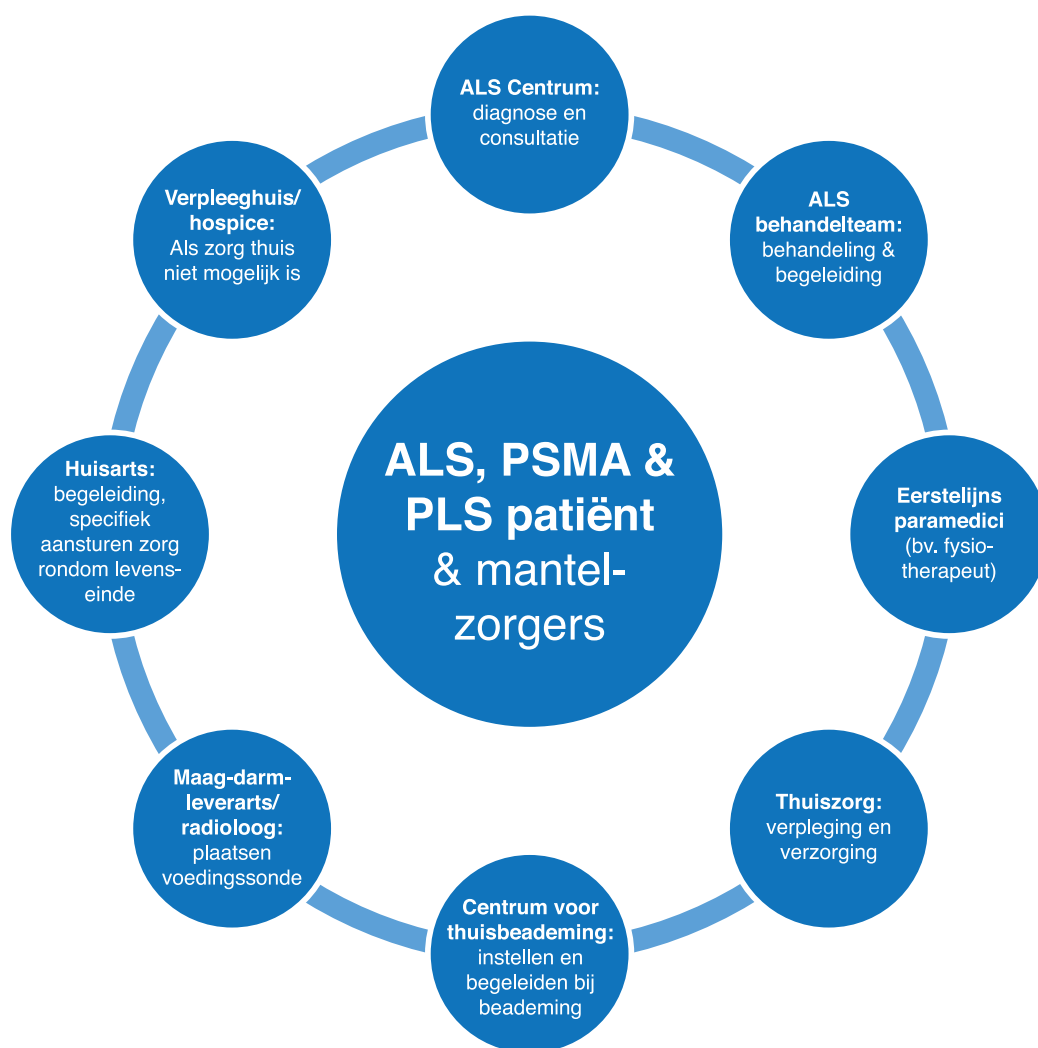 ALS Centrum:
diagnose en
consultatie
ALS
behandelteam:
behandeling &
begeleiding
Eerstelijns
paramedici
(bv. fysio-
therapeut)
Thuiszorg:
verpleging en
verzorging
Centrum voor
thuisbeademing:
instellen en
begeleiden bij
beademing
Maag-darm-
leverarts/
radioloog:
plaatsen
voedingssonde
Huisarts:
begeleiding,
specifiek
aansturen zorg
rondom levens-
einde
Verpleeghuis/
hospice:
Als zorg thuis
niet mogelijk is
ALS, PSMA &
PLS patiënt
& mantel-
zorgers